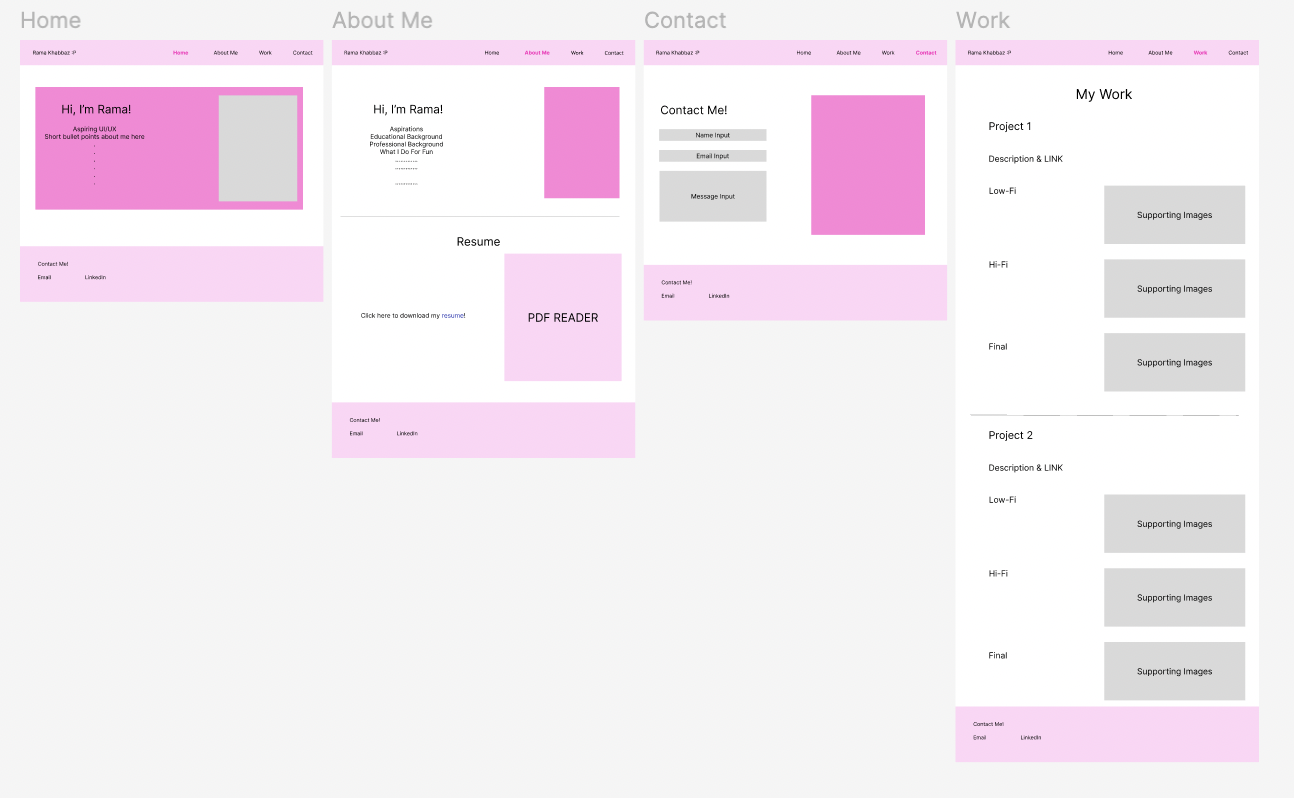 Home
Rama Khabbaz :P
Home
About Me
Work
Contact
Hi, I'm Rama!
Aspiring UI/UX
Short bullet points about me here
.
.
.
.
.
.
Contact Me!
Email
LinkedIn
About Me
Rama Khabbaz :P
Home
About Me
Work
Contact
Hi, I'm Rama!
Aspirations
Educational Background
Professional Background
What I Do For Fun
.............
.............
.............
Resume
Click here to download my resume!
PDF READER
Contact Me!
Email
LinkedIn
Contact
Rama Khabbaz :P
Home
About Me
Work
Contact
Contact Me!
Name Input
Email Input
Message Input
Contact Me!
Email
LinkedIn
Work
Rama Khabbaz :P
Home
About Me
Work
Contact
My Work
Project 1
Description & LINK
Low-Fi
Supporting Images
Hi-Fi
Supporting Images
Final
Supporting Images
Project 2
Description & LINK
Low-Fi
Supporting Images
Hi-Fi
Supporting Images
Final
Supporting Images
Contact Me!
Email
LinkedIn